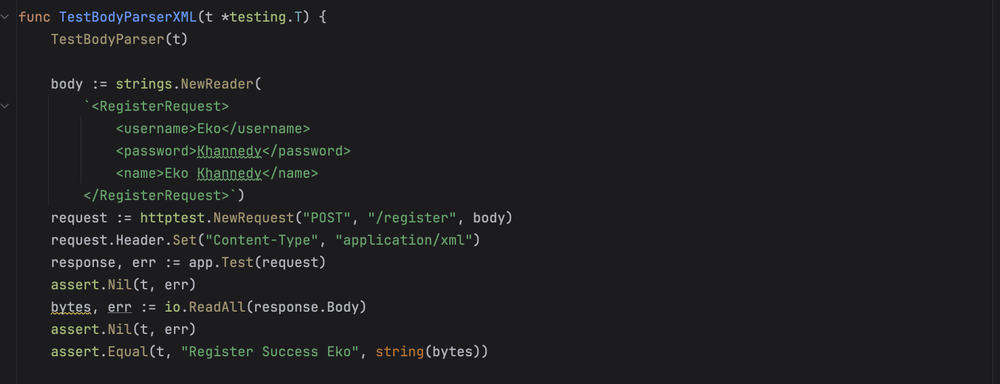 func TestBodyParserXML(t *testing.T) {
    TestBodyParser(t)

    body := strings.NewReader(
        `<RegisterRequest>
            <username>Eko</username>
            <password>Khannedy</password>
            <name>Eko Khannedy</name>
        </RegisterRequest>`)
    request := httptest.NewRequest("POST", "/register", body)
    request.Header.Set("Content-Type", "application/xml")
    response, err := app.Test(request)
    assert.Nil(t, err)
    bytes, err := io.ReadAll(response.Body)
    assert.Nil(t, err)
    assert.Equal(t, "Register Success Eko", string(bytes))